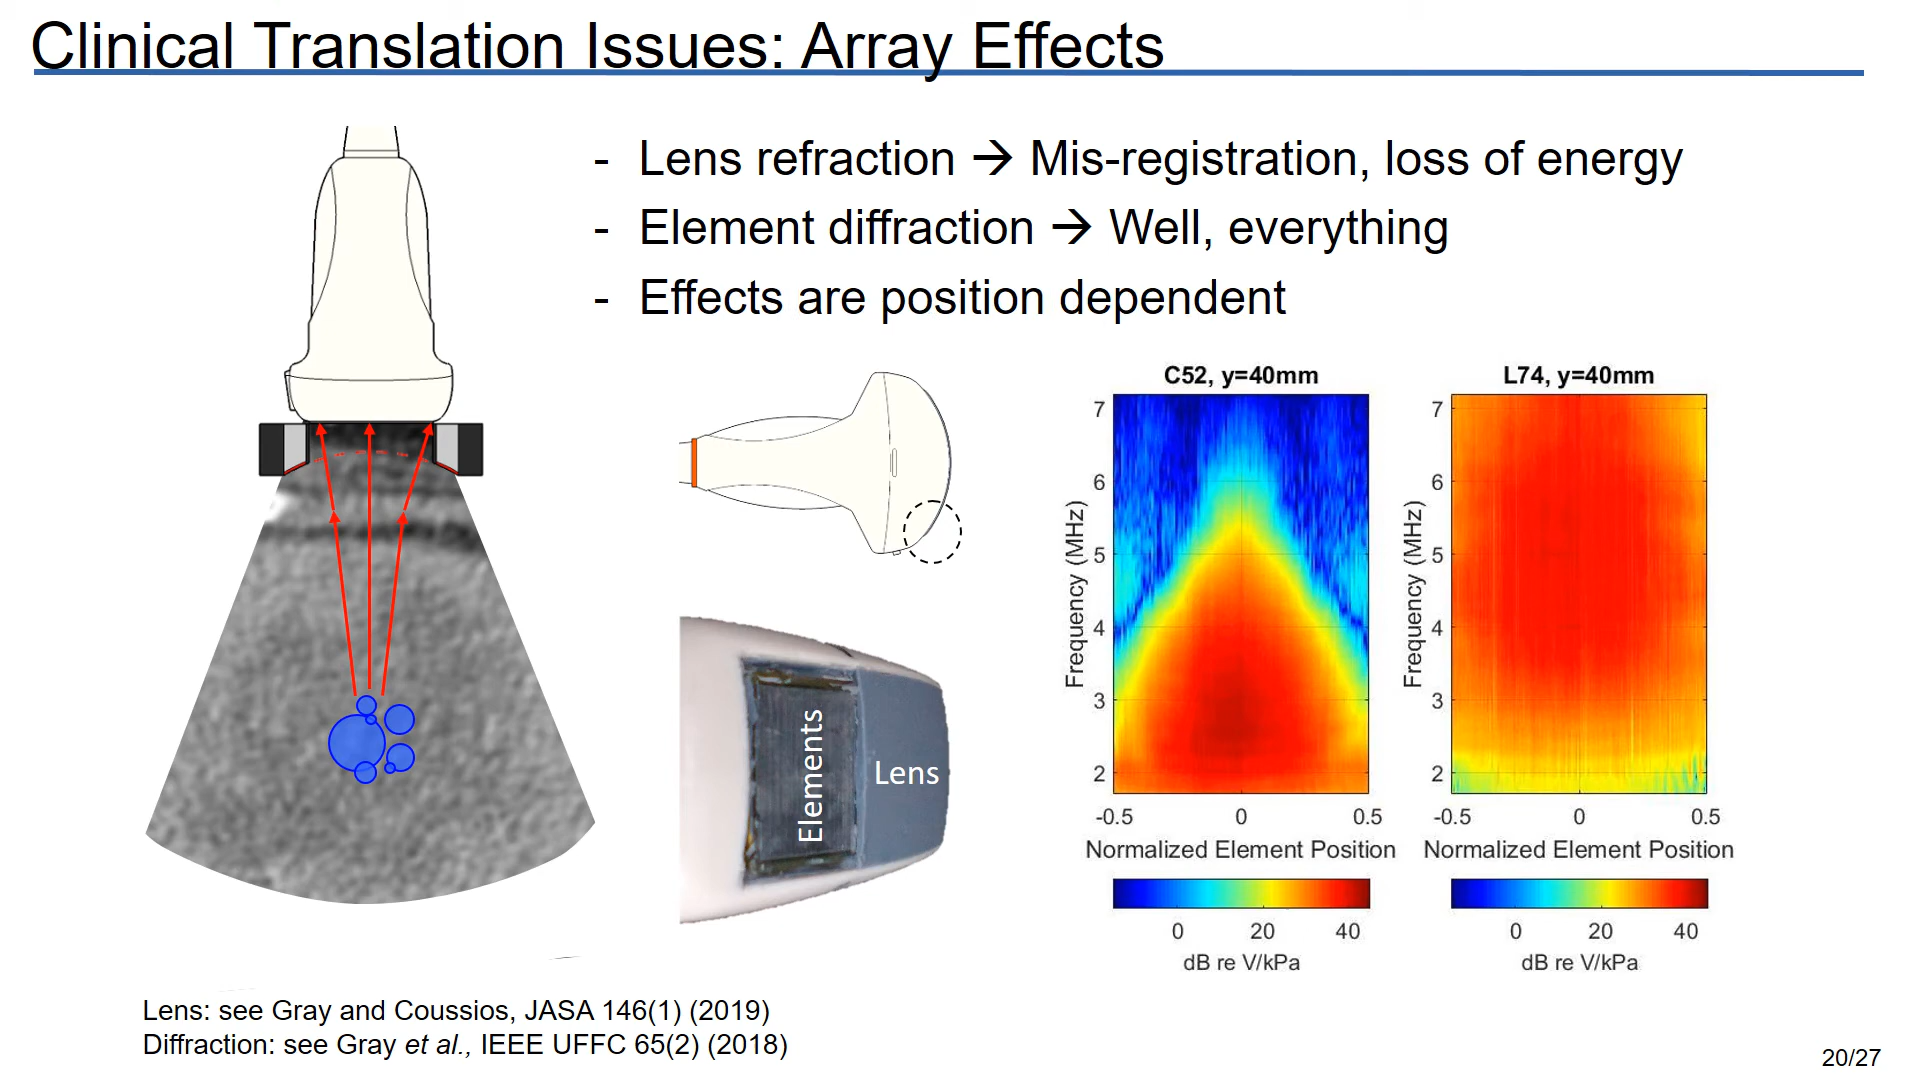 Clinical Translation Issues: Array Effects
- Lens refraction → Mis-registration, loss of energy
- Element diffraction → Well, everything
- Effects are position dependent
C52, y=40mm
7
6
5
4
3
2
Frequency (MHz)
-0.5 0 0.5
Normalized Element Position
0 20 40
dB re V/kPa
L74, y=40mm
7
6
5
4
3
2
Frequency (MHz)
-0.5 0 0.5
Normalized Element Position
0 20 40
dB re V/kPa
Elements
Lens
Lens: see Gray and Coussios, JASA 146(1) (2019)
Diffraction: see Gray et al., IEEE UFFC 65(2) (2018)
20/27